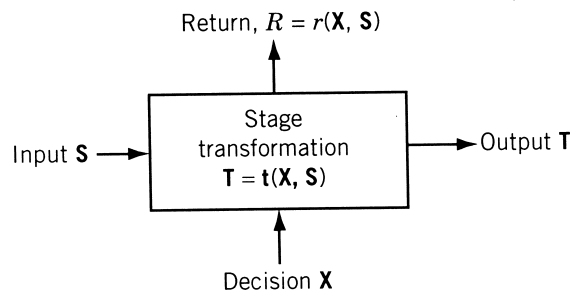 Return, R = r(X, S)
Stage
transformation
T = t(X, S)
Input S
Output T
Decision X